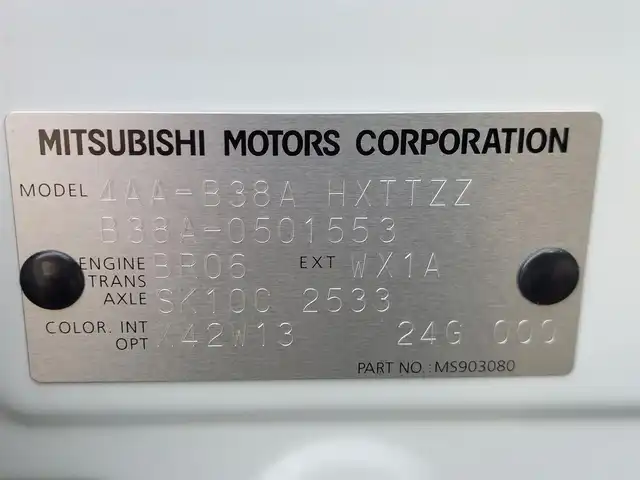 MITSUBISHI MOTORS CORPORATION
MODEL 4AA-B38A HXTTZZ
B38A-0501553
ENGINE BR06 EXT WX1A
TRANS
AXLE SK10C 2533
COLOR. INT
OPT X42W13 24G 000
PART NO.:MS903080